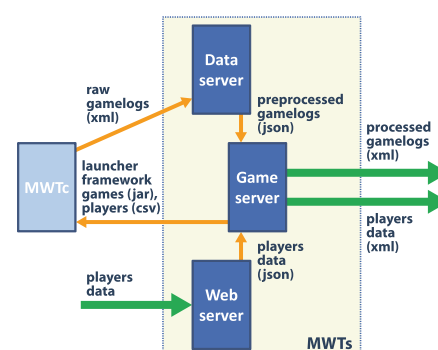 Data
server
raw
gamelogs
(xml)
preprocessed
gamelogs
(json)
processed
gamelogs
(xml)
MWTc
launcher
framework
games (jar),
players (csv)
Game
server
players
data
(xml)
players
data
(json)
players
data
Web
server
MWTs